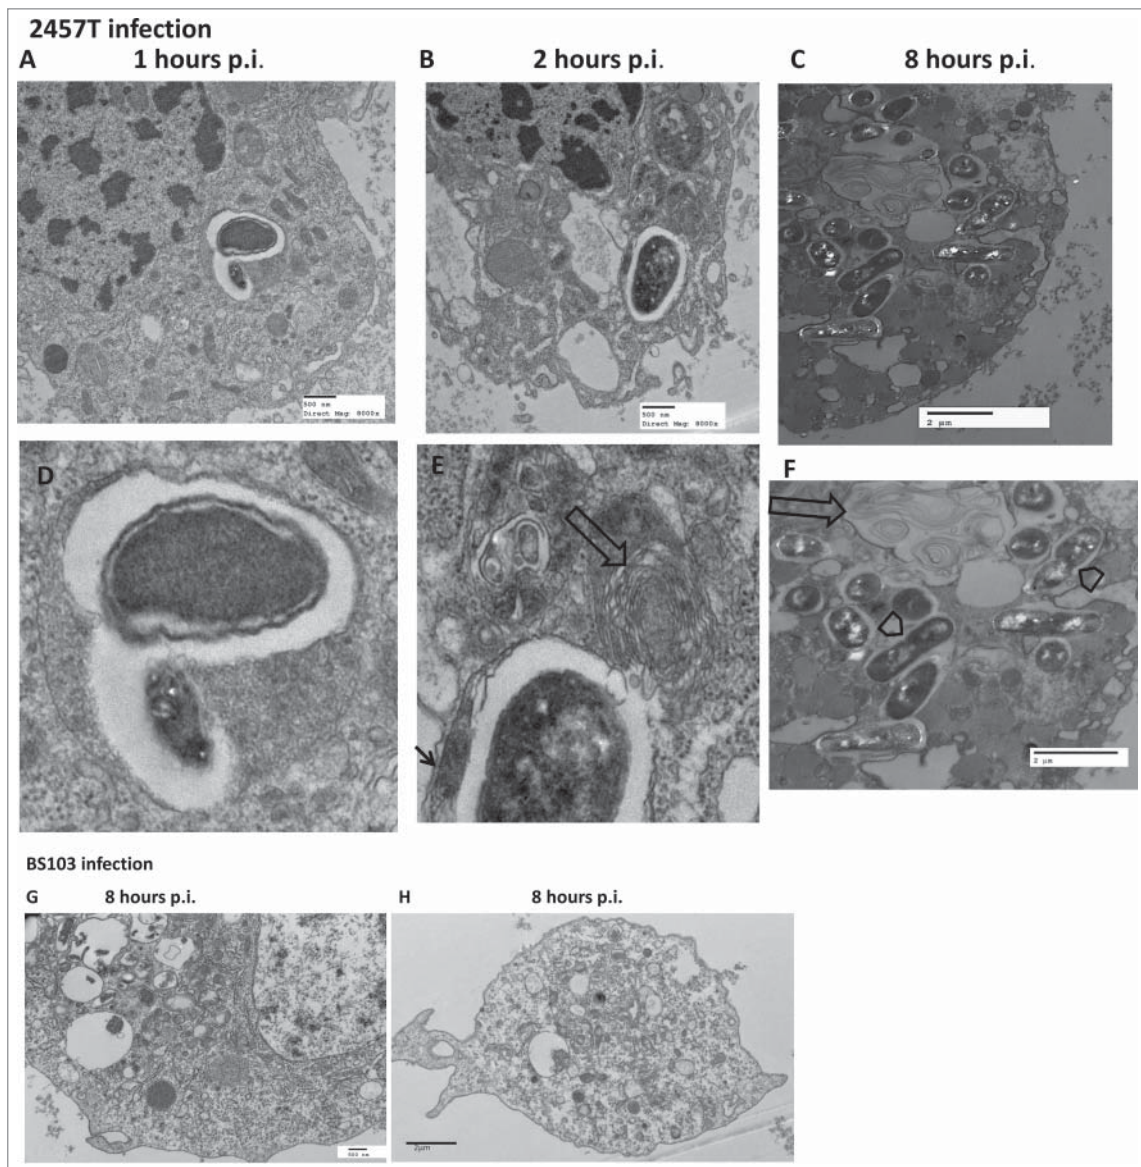 2457T infection
A 1 hours p.i. B 2 hours p.i. C 8 hours p.i.
500 nm
Direct Mag: 8000x
500 nm
Direct Mag: 8000x
2 µm
D E F
2 µm
BS103 infection
G 8 hours p.i. H 8 hours p.i.
500 nm
2µm